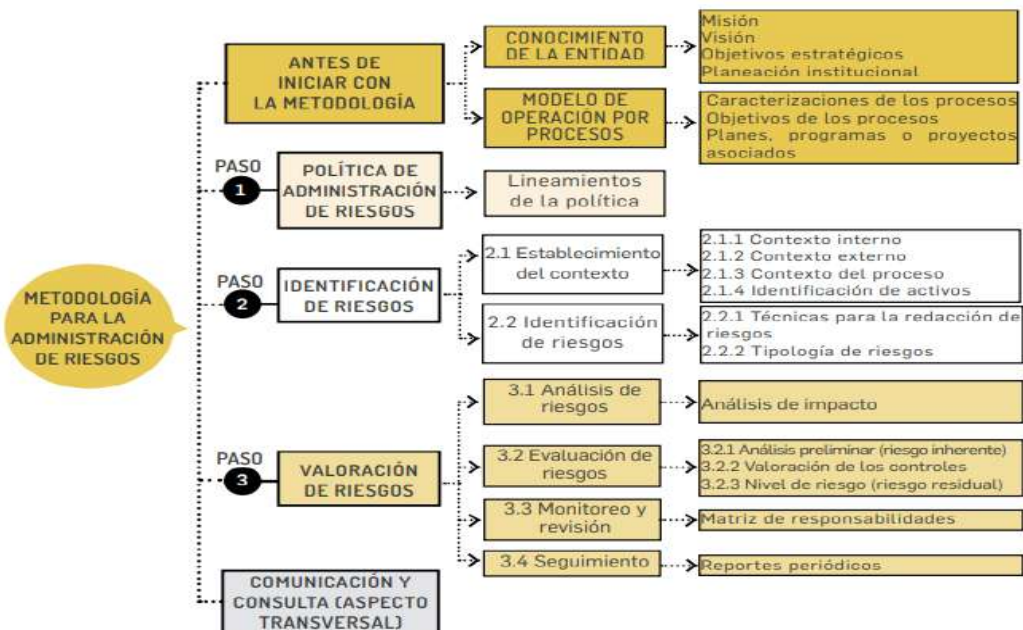 METODOLOGÍA
PARA LA
ADMINISTRACIÓN
DE RIESGOS
ANTES DE
INICIAR CON
LA METODOLOGÍA
CONOCIMIENTO
DE LA ENTIDAD
Misión
Visión
Objetivos estratégicos
Planeación institucional
MODELO DE
OPERACIÓN POR
PROCESOS
Caracterizaciones de los procesos
Objetivos de los procesos
Planes, programas o proyectos
asociados
PASO
1
POLÍTICA DE
ADMINISTRACIÓN
DE RIESGOS
Lineamientos
de la política
PASO
2
IDENTIFICACIÓN
DE RIESGOS
2.1 Establecimiento
del contexto
2.1.1 Contexto interno
2.1.2 Contexto externo
2.1.3 Contexto del proceso
2.1.4 Identificación de activos
2.2 Identificación
de riesgos
2.2.1 Técnicas para la redacción de
riesgos
2.2.2 Tipología de riesgos
PASO
3
VALORACIÓN
DE RIESGOS
3.1 Análisis de
riesgos
Análisis de impacto
3.2 Evaluación de
riesgos
3.2.1 Análisis preliminar (riesgo inherente)
3.2.2 Valoración de los controles
3.2.3 Nivel de riesgo (riesgo residual)
3.3 Monitoreo y
revisión
Matriz de responsabilidades
3.4 Seguimiento
Reportes periódicos
COMUNICACIÓN Y
CONSULTA (ASPECTO
TRANSVERSAL)